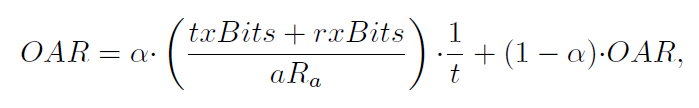 OAR = α· ( (txBits + rxBits) / (aR_a) ) · 1/t + (1 − α)·OAR,